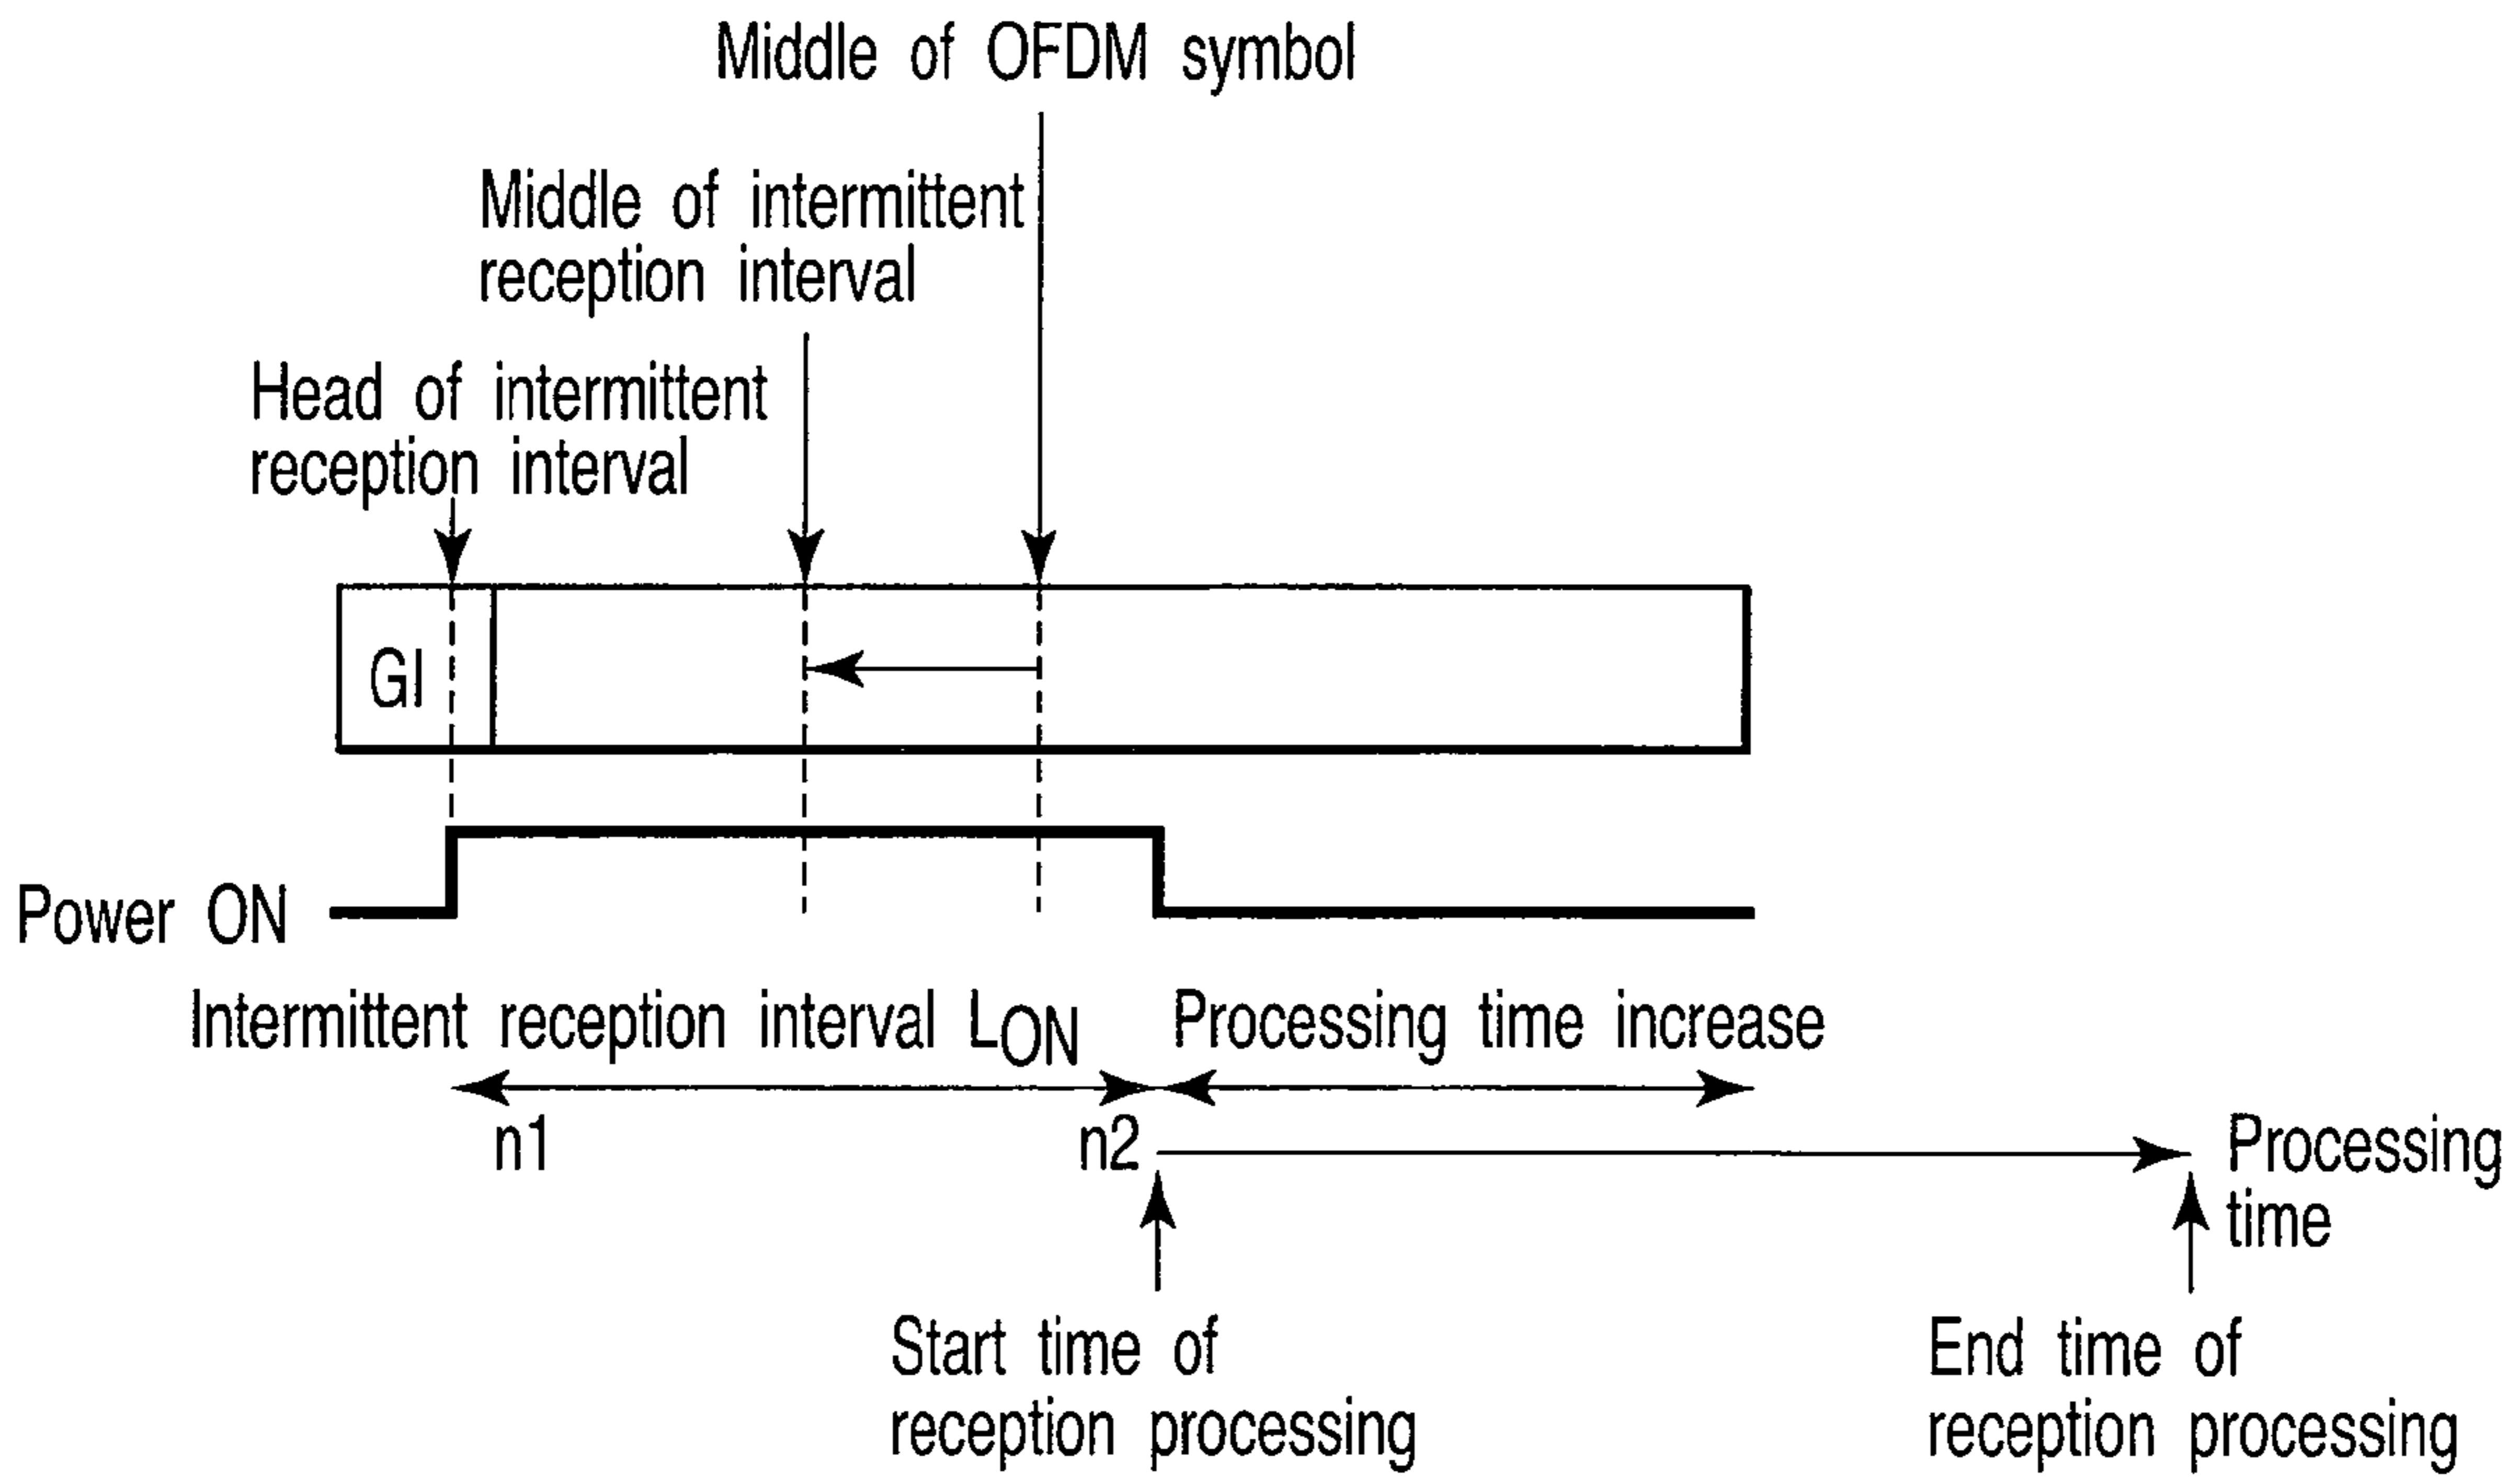 Middle of OFDM symbol
Middle of intermittent
reception interval
Head of intermittent
reception interval
GI
Power ON
Intermittent reception interval LON
Processing time increase
n1
n2
Processing
time
Start time of
reception processing
End time of
reception processing